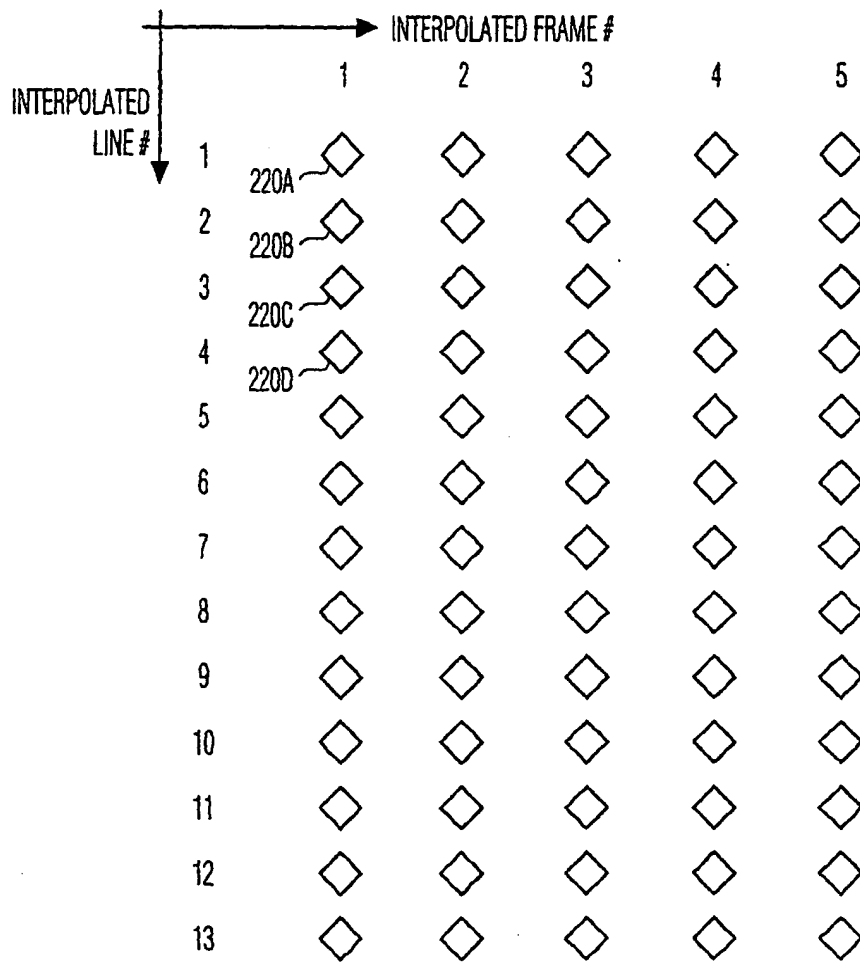 INTERPOLATED FRAME #
1 2 3 4 5
INTERPOLATED
LINE #
1
220A
2
220B
3
220C
4
220D
5
6
7
8
9
10
11
12
13